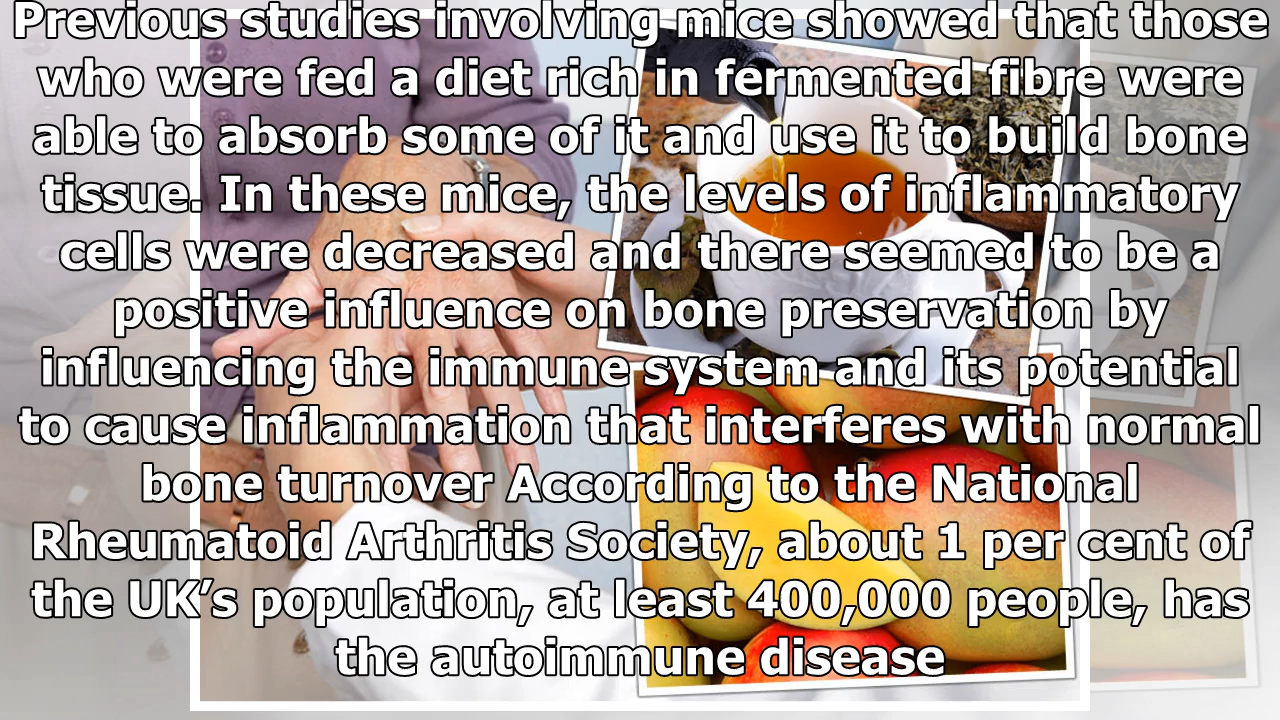 Previous studies involving mice showed that those
who were fed a diet rich in fermented fibre were
able to absorb some of it and use it to build bone
tissue. In these mice, the levels of inflammatory
cells were decreased and there seemed to be a
positive influence on bone preservation by
influencing the immune system and its potential
to cause inflammation that interferes with normal
bone turnover According to the National
Rheumatoid Arthritis Society, about 1 per cent of
the UK’s population, at least 400,000 people, has
the autoimmune disease